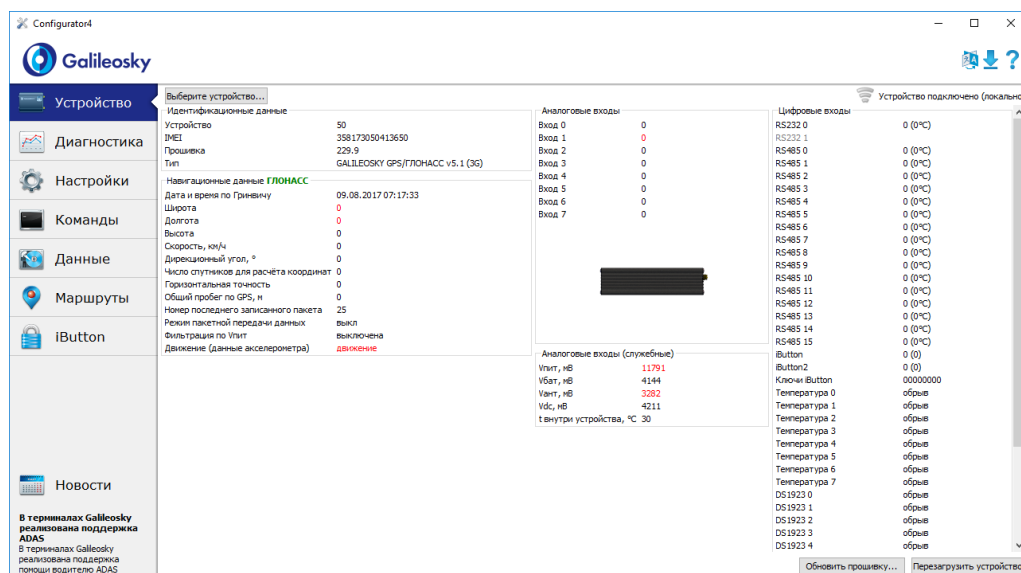 Configurator4
Galileosky
Устройство
Диагностика
Настройки
Команды
Данные
Маршруты
iButton
Новости
В терминалах Galileosky
реализована поддержка
ADAS
В терминалах Galileosky
реализована поддержка
помощи водителю ADAS
Выберите устройство...
Устройство подключено (локально
Идентификационные данные
Устройство 50
IMEI 358173050413650
Прошивка 229.9
Тип GALILEOSKY GPS/ГЛОНАСС v5.1 (3G)
Навигационные данные ГЛОНАСС
Дата и время по Гринвичу 09.08.2017 07:17:33
Широта 0
Долгота 0
Высота 0
Скорость, км/ч 0
Дирекционный угол, ° 0
Число спутников для расчёта координат 0
Горизонтальная точность 0
Общий пробег по GPS, м 0
Номер последнего записанного пакета 25
Режим пакетной передачи данных выкл
Фильтрация по Vпит выключена
Движение (данные акселерометра) движение
Аналоговые входы
Вход 0 0
Вход 1 0
Вход 2 0
Вход 3 0
Вход 4 0
Вход 5 0
Вход 6 0
Вход 7 0
Аналоговые входы (служебные)
Vпит, мВ 11791
Vбат, мВ 4144
Vант, мВ 3282
Vdc, мВ 4211
t внутри устройства, °C 30
Цифровые входы
RS232 0 0 (0°C)
RS232 1
RS485 0 0 (0°C)
RS485 1 0 (0°C)
RS485 2 0 (0°C)
RS485 3 0 (0°C)
RS485 4 0 (0°C)
RS485 5 0 (0°C)
RS485 6 0 (0°C)
RS485 7 0 (0°C)
RS485 8 0 (0°C)
RS485 9 0 (0°C)
RS485 10 0 (0°C)
RS485 11 0 (0°C)
RS485 12 0 (0°C)
RS485 13 0 (0°C)
RS485 14 0 (0°C)
RS485 15 0 (0°C)
iButton 0 (0)
iButton2 0 (0)
Ключи iButton 00000000
Температура 0 обрыв
Температура 1 обрыв
Температура 2 обрыв
Температура 3 обрыв
Температура 4 обрыв
Температура 5 обрыв
Температура 6 обрыв
Температура 7 обрыв
DS1923 0 обрыв
DS1923 1 обрыв
DS1923 2 обрыв
DS1923 3 обрыв
DS1923 4 обрыв
Обновить прошивку...
Перезагрузить устройство